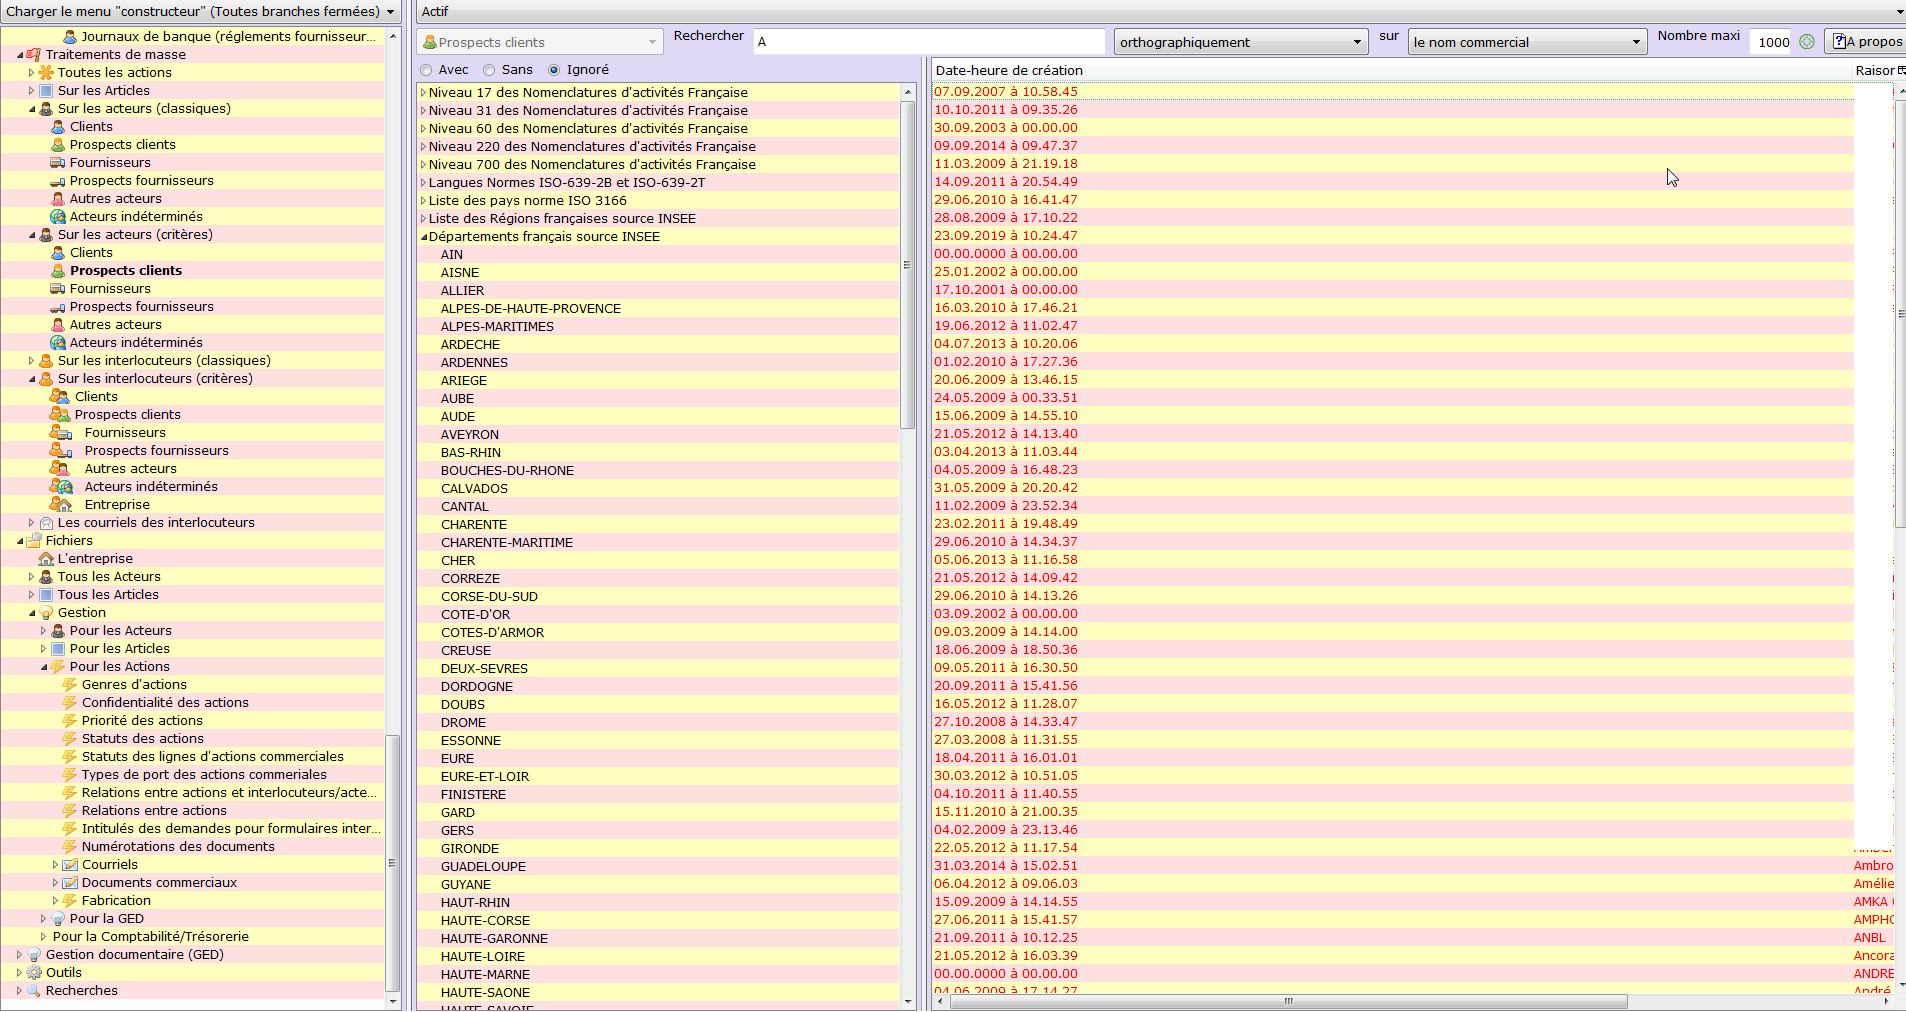 Charger le menu "constructeur" (Toutes branches fermées)
Journaux de banque (réglements fournisseur...
Traitements de masse
Toutes les actions
Sur les Articles
Sur les acteurs (classiques)
Clients
Prospects clients
Fournisseurs
Prospects fournisseurs
Autres acteurs
Acteurs indéterminés
Sur les acteurs (critères)
Clients
Prospects clients
Fournisseurs
Prospects fournisseurs
Autres acteurs
Acteurs indéterminés
Sur les interlocuteurs (classiques)
Sur les interlocuteurs (critères)
Clients
Prospects clients
Fournisseurs
Prospects fournisseurs
Autres acteurs
Acteurs indéterminés
Entreprise
Les courriels des interlocuteurs
Fichiers
L'entreprise
Tous les Acteurs
Tous les Articles
Gestion
Pour les Acteurs
Pour les Articles
Pour les Actions
Genres d'actions
Confidentialité des actions
Priorité des actions
Statuts des actions
Statuts des lignes d'actions commerciales
Types de port des actions commeriales
Relations entre actions et interlocuteurs/acte...
Relations entre actions
Intitulés des demandes pour formulaires inter...
Numérotations des documents
Courriels
Documents commerciaux
Fabrication
Pour la GED
Pour la Comptabilité/Trésorerie
Gestion documentaire (GED)
Outils
Recherches
Actif
Prospects clients
Rechercher
A
orthographiquement
sur
le nom commercial
Nombre maxi
1000
A propos
Avec
Sans
Ignoré
Niveau 17 des Nomenclatures d'activités Française
Niveau 31 des Nomenclatures d'activités Française
Niveau 60 des Nomenclatures d'activités Française
Niveau 220 des Nomenclatures d'activités Française
Niveau 700 des Nomenclatures d'activités Française
Langues Normes ISO-639-2B et ISO-639-2T
Liste des pays norme ISO 3166
Liste des Régions françaises source INSEE
Départements français source INSEE
AIN
AISNE
ALLIER
ALPES-DE-HAUTE-PROVENCE
ALPES-MARITIMES
ARDECHE
ARDENNES
ARIEGE
AUBE
AUDE
AVEYRON
BAS-RHIN
BOUCHES-DU-RHONE
CALVADOS
CANTAL
CHARENTE
CHARENTE-MARITIME
CHER
CORREZE
CORSE-DU-SUD
COTE-D'OR
COTES-D'ARMOR
CREUSE
DEUX-SEVRES
DORDOGNE
DOUBS
DROME
ESSONNE
EURE
EURE-ET-LOIR
FINISTERE
GARD
GERS
GIRONDE
GUADELOUPE
GUYANE
HAUT-RHIN
HAUTE-CORSE
HAUTE-GARONNE
HAUTE-LOIRE
HAUTE-MARNE
HAUTE-SAONE
HAUTE-SAVOIE
Date-heure de création
Raisor
07.09.2007 à 10.58.45
10.10.2011 à 09.35.26
30.09.2003 à 00.00.00
09.09.2014 à 09.47.37
11.03.2009 à 21.19.18
14.09.2011 à 20.54.49
29.06.2010 à 16.41.47
28.08.2009 à 17.10.22
23.09.2019 à 10.24.47
00.00.0000 à 00.00.00
25.01.2002 à 00.00.00
17.10.2001 à 00.00.00
16.03.2010 à 17.46.21
19.06.2012 à 11.02.47
04.07.2013 à 10.20.06
01.02.2010 à 17.27.36
20.06.2009 à 13.46.15
24.05.2009 à 00.33.51
15.06.2009 à 14.55.10
21.05.2012 à 14.13.40
03.04.2013 à 11.03.44
04.05.2009 à 16.48.23
31.05.2009 à 20.20.42
11.02.2009 à 23.52.34
23.02.2011 à 19.48.49
29.06.2010 à 14.34.37
05.06.2013 à 11.16.58
21.05.2012 à 14.09.42
29.06.2010 à 14.13.26
03.09.2002 à 00.00.00
09.03.2009 à 14.14.00
18.06.2009 à 18.50.36
09.05.2011 à 16.30.50
20.09.2011 à 15.41.56
16.05.2012 à 11.28.07
27.10.2008 à 14.33.47
27.03.2008 à 11.31.55
18.04.2011 à 16.01.01
30.03.2012 à 10.51.05
04.10.2011 à 11.40.55
15.11.2010 à 21.00.35
04.02.2009 à 23.13.46
22.05.2012 à 11.17.54
31.03.2014 à 15.02.51 Ambro
06.04.2012 à 09.06.03 Amélie
15.09.2009 à 14.14.55 AMKA
27.06.2011 à 15.41.57 AMPHO
21.09.2011 à 10.12.25 ANBL
21.05.2012 à 16.03.39 Ancora
00.00.0000 à 00.00.00 ANDRE
04.06.2009 à 17.14.27 André